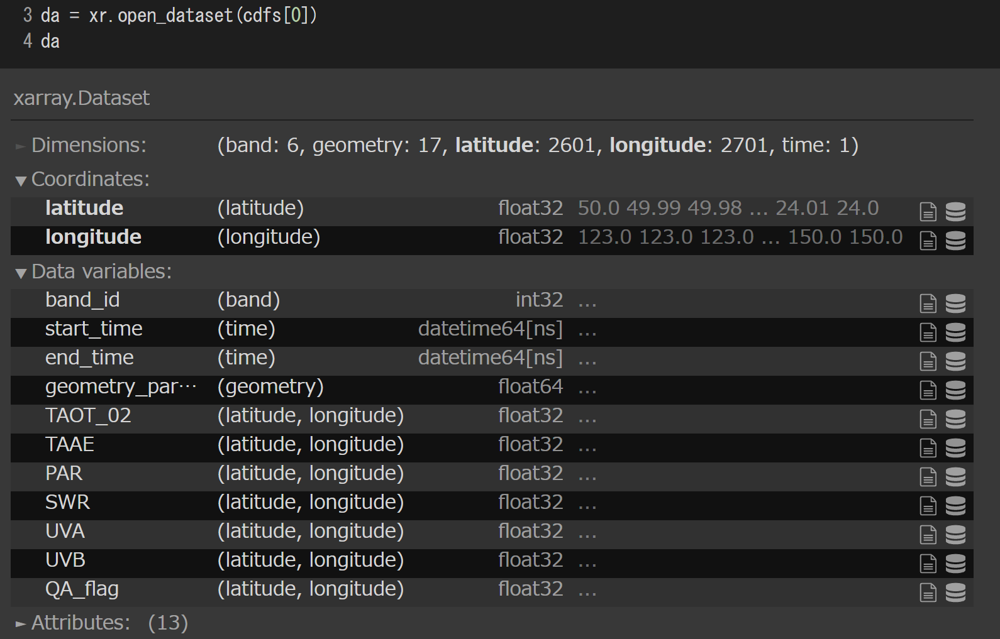 3 da = xr.open_dataset(cdfs[0])
4 da
xarray.Dataset
► Dimensions: (band: 6, geometry: 17, latitude: 2601, longitude: 2701, time: 1)
▼ Coordinates:
latitude (latitude) float32 50.0 49.99 49.98 ... 24.01 24.0
longitude (longitude) float32 123.0 123.0 123.0 ... 150.0 150.0
▼ Data variables:
band_id (band) int32 ...
start_time (time) datetime64[ns] ...
end_time (time) datetime64[ns] ...
geometry_par… (geometry) float64 ...
TAOT_02 (latitude, longitude) float32 ...
TAAE (latitude, longitude) float32 ...
PAR (latitude, longitude) float32 ...
SWR (latitude, longitude) float32 ...
UVA (latitude, longitude) float32 ...
UVB (latitude, longitude) float32 ...
QA_flag (latitude, longitude) float32 ...
► Attributes: (13)